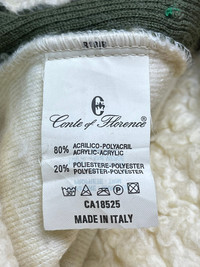 Conte of Florence
80% ACRILICO-POLYACRIL
ACRYLIC-ACRYLIC
20% POLIESTERE-POLYESTER
POLYESTER-POLYESTER
CA18525
MADE IN ITALY